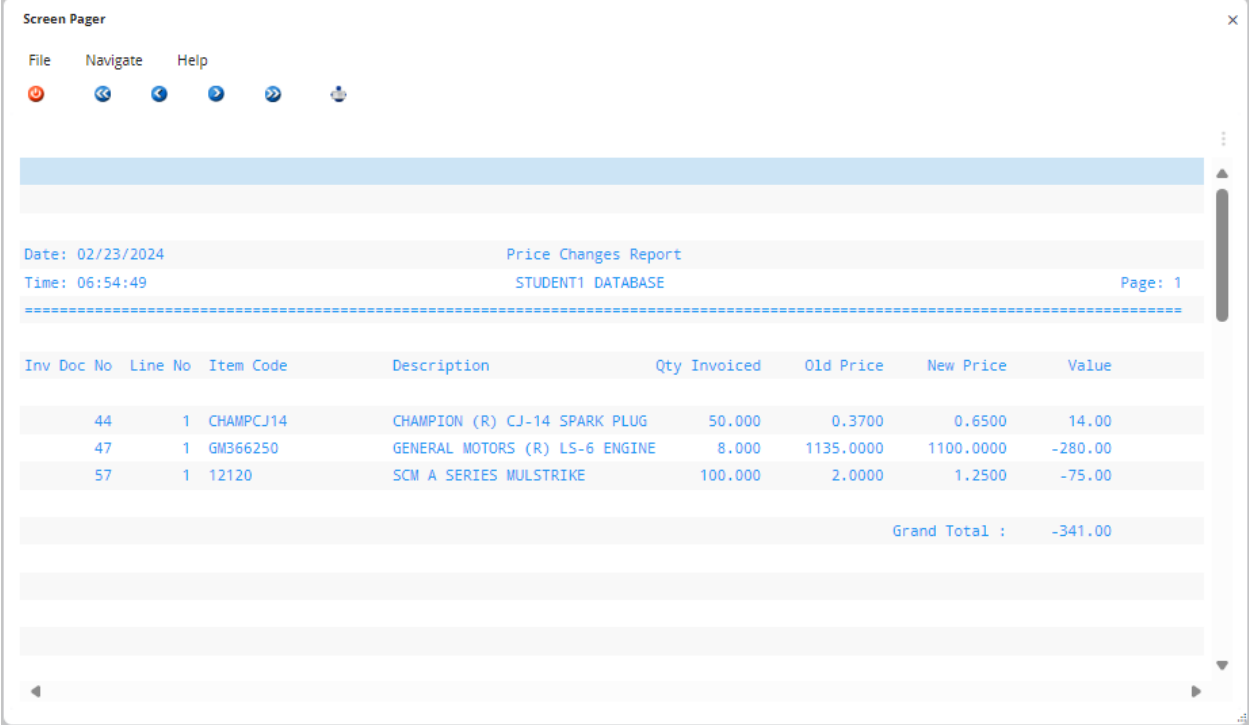 Screen Pager
File Navigate Help
Date: 02/23/2024 Price Changes Report
Time: 06:54:49 STUDENT1 DATABASE Page: 1
====================================================================================================================================
Inv Doc No Line No Item Code Description Qty Invoiced Old Price New Price Value
44 1 CHAMPCJ14 CHAMPION (R) CJ-14 SPARK PLUG 50.000 0.3700 0.6500 14.00
47 1 GM366250 GENERAL MOTORS (R) LS-6 ENGINE 8.000 1135.0000 1100.0000 -280.00
57 1 12120 SCM A SERIES MULSTRIKE 100.000 2.0000 1.2500 -75.00
Grand Total : -341.00